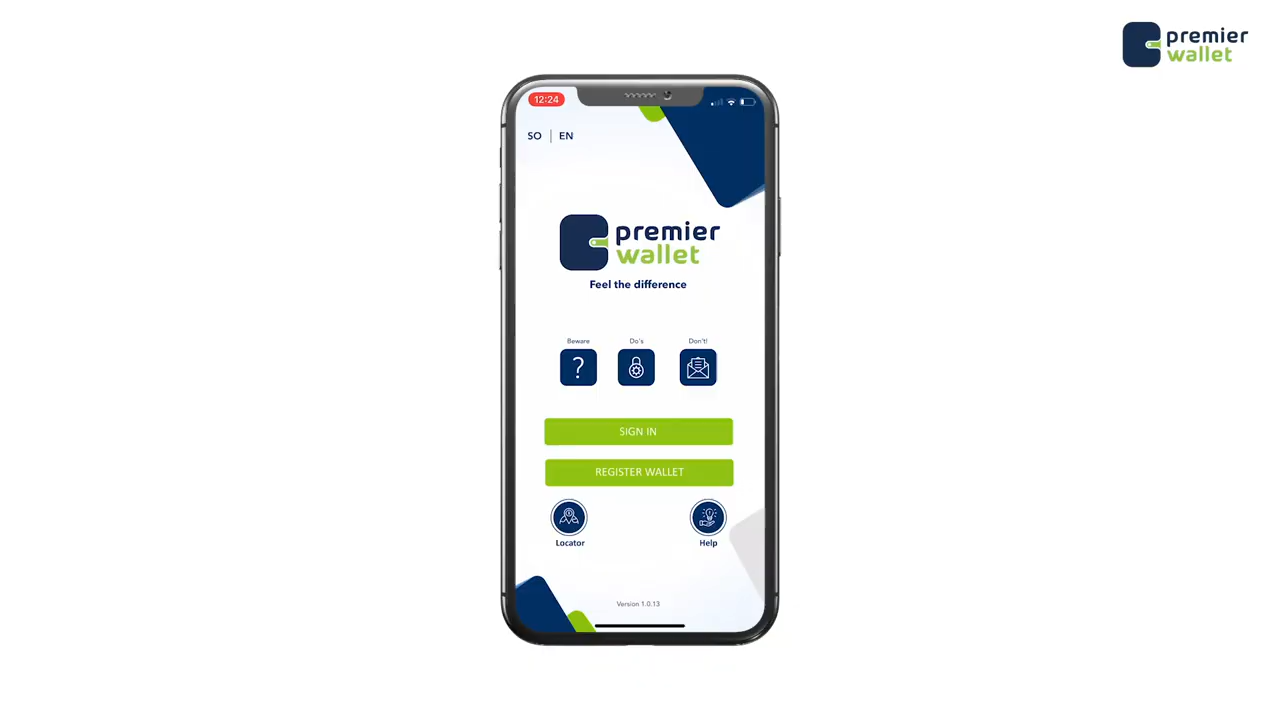 premier
wallet
12:24
SO | EN
premier
wallet
Feel the difference
Beware
Do's
Don't!
?
SIGN IN
REGISTER WALLET
Locator
Help
Version 1.0.13